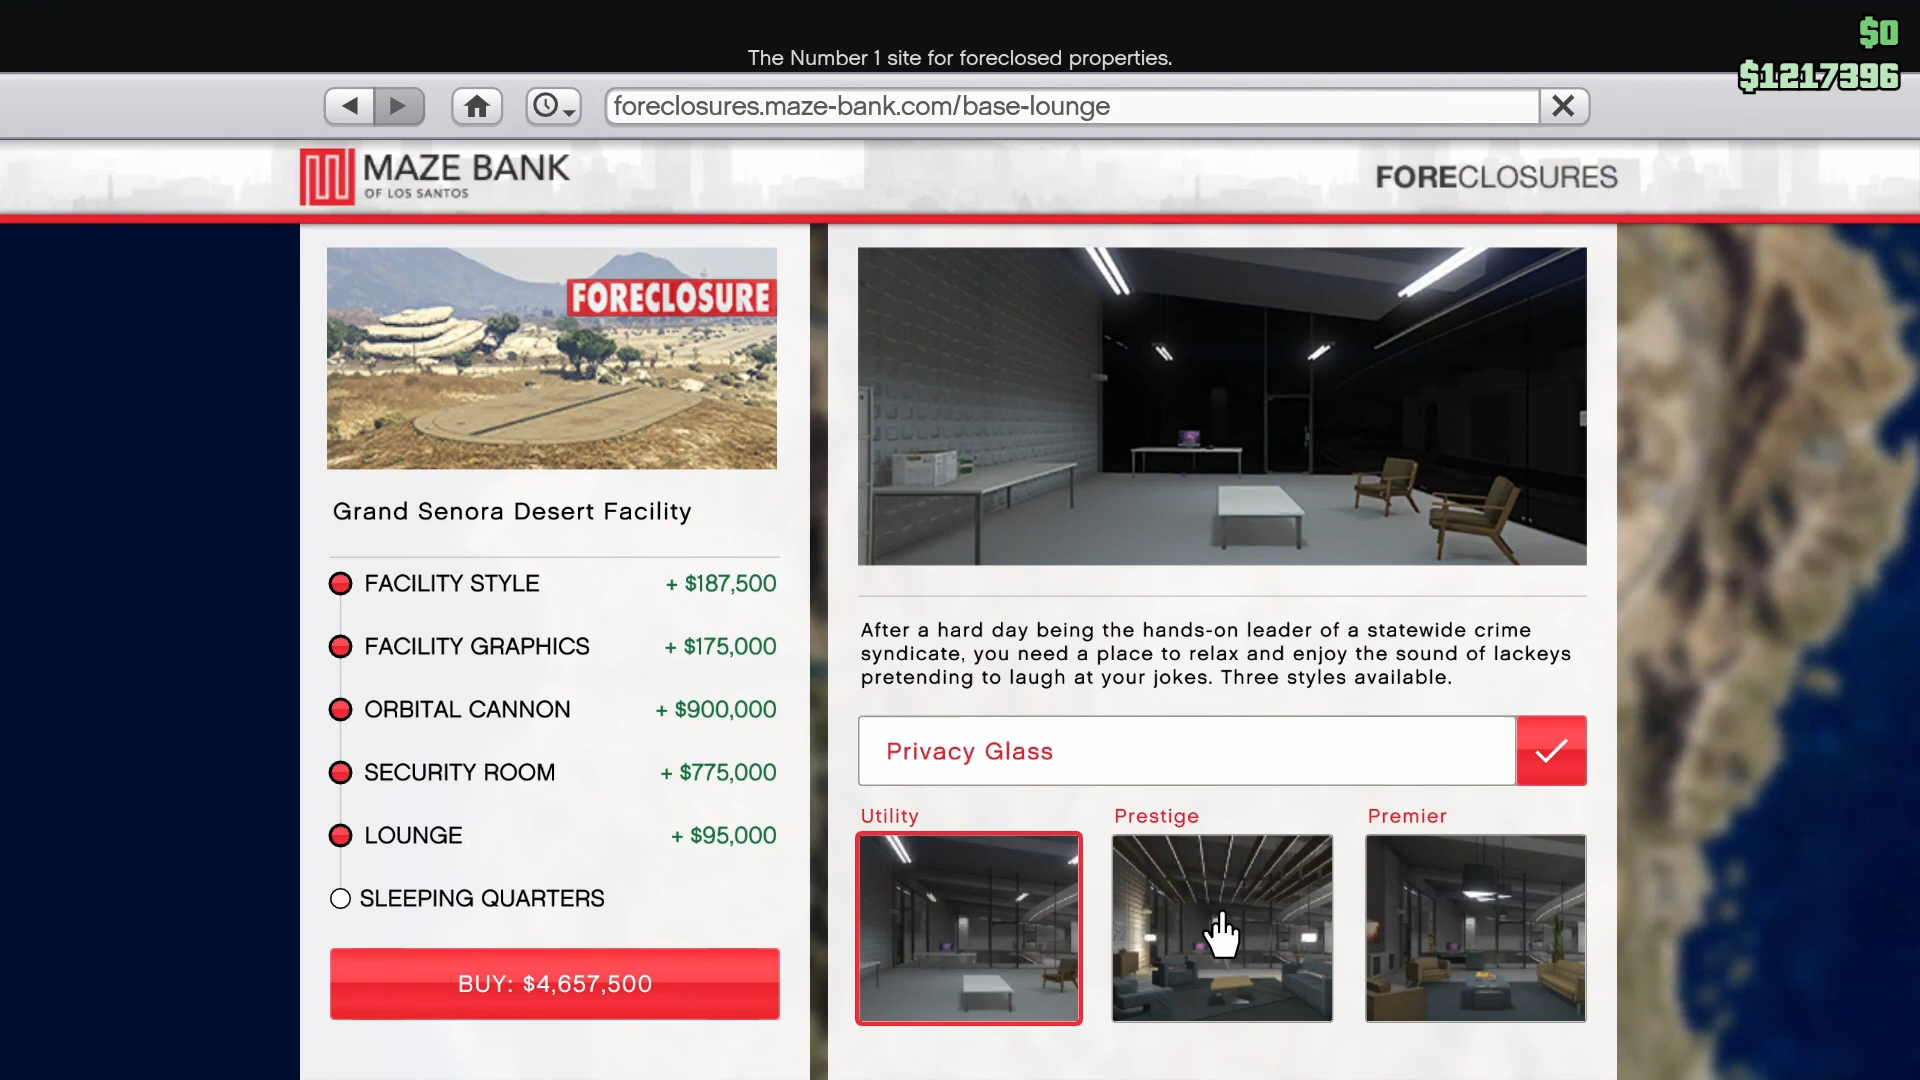 $0
The Number 1 site for foreclosed properties.
$1217396
foreclosures.maze-bank.com/base-lounge
MAZE BANK
OF LOS SANTOS
FORECLOSURES
FORECLOSURE
Grand Senora Desert Facility
FACILITY STYLE + $187,500
FACILITY GRAPHICS + $175,000
ORBITAL CANNON + $900,000
SECURITY ROOM + $775,000
LOUNGE + $95,000
SLEEPING QUARTERS
BUY: $4,657,500
After a hard day being the hands-on leader of a statewide crime
syndicate, you need a place to relax and enjoy the sound of lackeys
pretending to laugh at your jokes. Three styles available.
Privacy Glass
Utility
Prestige
Premier